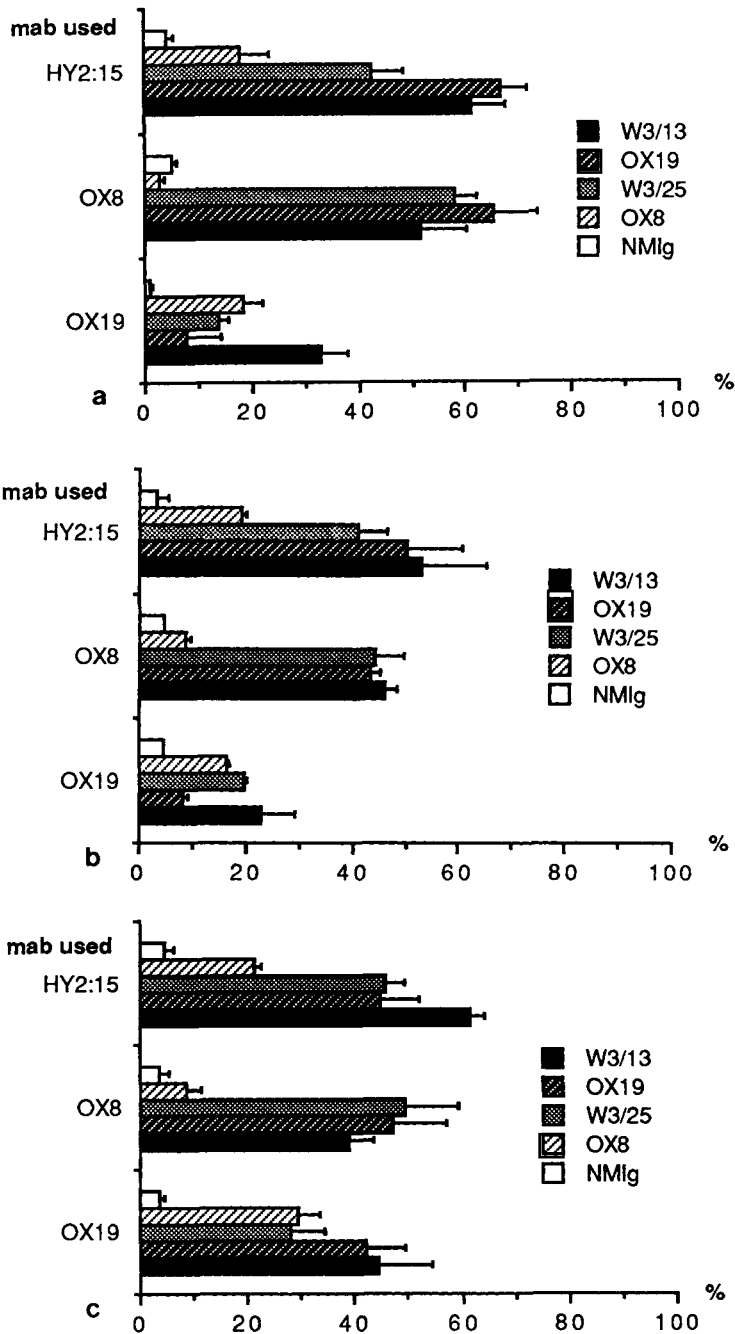 mab used
HY2:15
OX8
OX19
W3/13
OX19
W3/25
OX8
NMIg
a
0 20 40 60 80 100 %
mab used
HY2:15
OX8
OX19
W3/13
OX19
W3/25
OX8
NMIg
b
0 20 40 60 80 100 %
mab used
HY2:15
OX8
OX19
W3/13
OX19
W3/25
OX8
NMIg
c
0 20 40 60 80 100 %